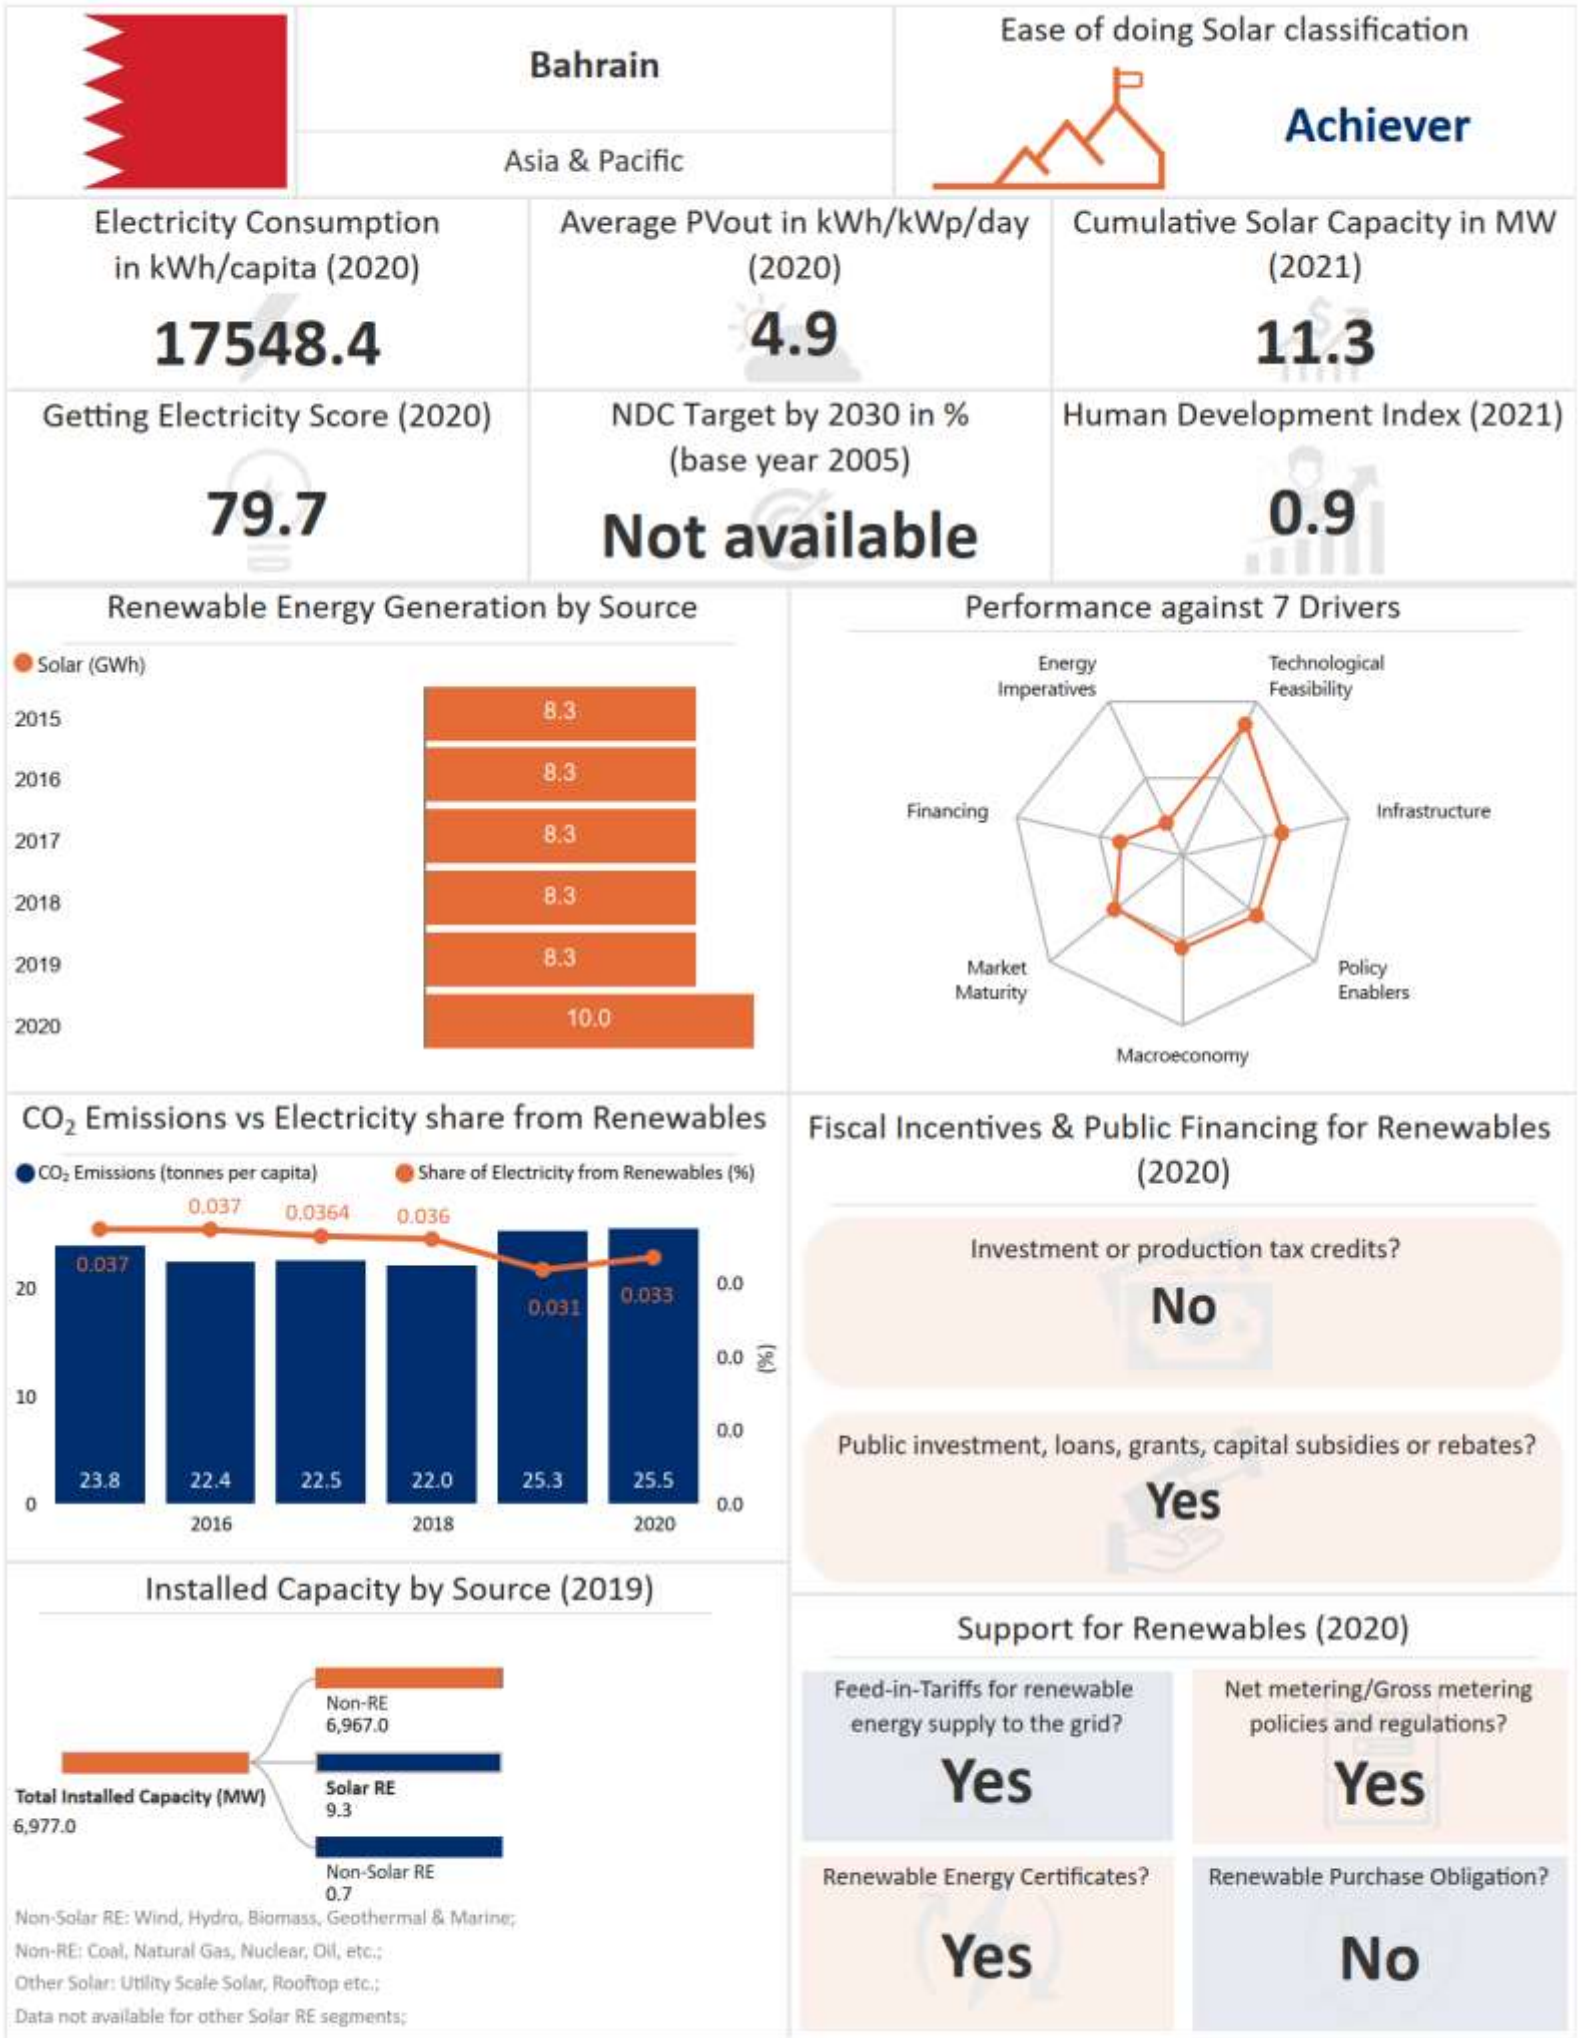 Bahrain
Asia & Pacific
Ease of doing Solar classification
Achiever
Electricity Consumption
in kWh/capita (2020)
17548.4
Average PVout in kWh/kWp/day
(2020)
4.9
Cumulative Solar Capacity in MW
(2021)
11.3
Getting Electricity Score (2020)
79.7
NDC Target by 2030 in %
(base year 2005)
Not available
Human Development Index (2021)
0.9
Renewable Energy Generation by Source
Solar (GWh)
2015
8.3
2016
8.3
2017
8.3
2018
8.3
2019
8.3
2020
10.0
Performance against 7 Drivers
Energy
Imperatives
Technological
Feasibility
Financing
Infrastructure
Market
Maturity
Policy
Enablers
Macroeconomy
CO₂ Emissions vs Electricity share from Renewables
CO₂ Emissions (tonnes per capita)
Share of Electricity from Renewables (%)
0.037
0.037
0.0364
0.036
0.031
0.033
20
10
0
0.0
0.0
0.0
0.0
(%)
23.8
22.4
22.5
22.0
25.3
25.5
2016
2018
2020
Fiscal Incentives & Public Financing for Renewables
(2020)
Investment or production tax credits?
No
Public investment, loans, grants, capital subsidies or rebates?
Yes
Installed Capacity by Source (2019)
Total Installed Capacity (MW)
6,977.0
Non-RE
6,967.0
Solar RE
9.3
Non-Solar RE
0.7
Non-Solar RE: Wind, Hydro, Biomass, Geothermal & Marine;
Non-RE: Coal, Natural Gas, Nuclear, Oil, etc.;
Other Solar: Utility Scale Solar, Rooftop etc.;
Data not available for other Solar RE segments;
Support for Renewables (2020)
Feed-in-Tariffs for renewable
energy supply to the grid?
Yes
Net metering/Gross metering
policies and regulations?
Yes
Renewable Energy Certificates?
Yes
Renewable Purchase Obligation?
No